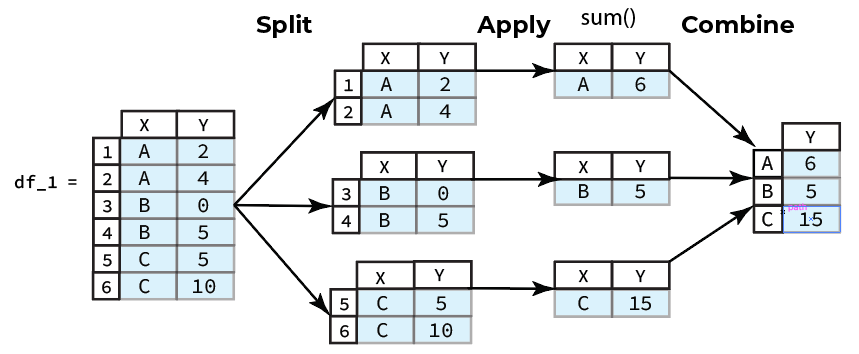 Split
Apply
sum()
Combine
df_1 =
X Y
1 A 2
2 A 4
3 B 0
4 B 5
5 C 5
6 C 10
X Y
1 A 2
2 A 4
X Y
3 B 0
4 B 5
X Y
5 C 5
6 C 10
X Y
A 6
X Y
B 5
X Y
C 15
Y
A 6
B 5
C 15
path